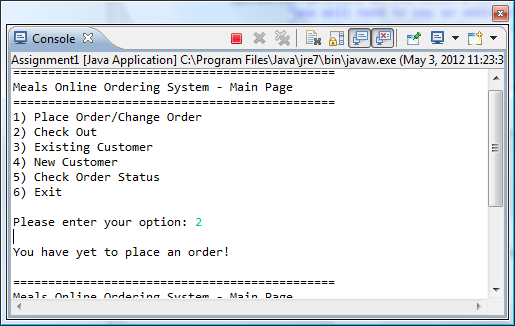 Console
Assignment1 [Java Application] C:\Program Files\Java\jre7\bin\javaw.exe (May 3, 2012 11:23:3
=============================================
Meals Online Ordering System - Main Page
=============================================
1) Place Order/Change Order
2) Check Out
3) Existing Customer
4) New Customer
5) Check Order Status
6) Exit
Please enter your option: 2
You have yet to place an order!
=============================================
Meals Online Ordering System - Main Page